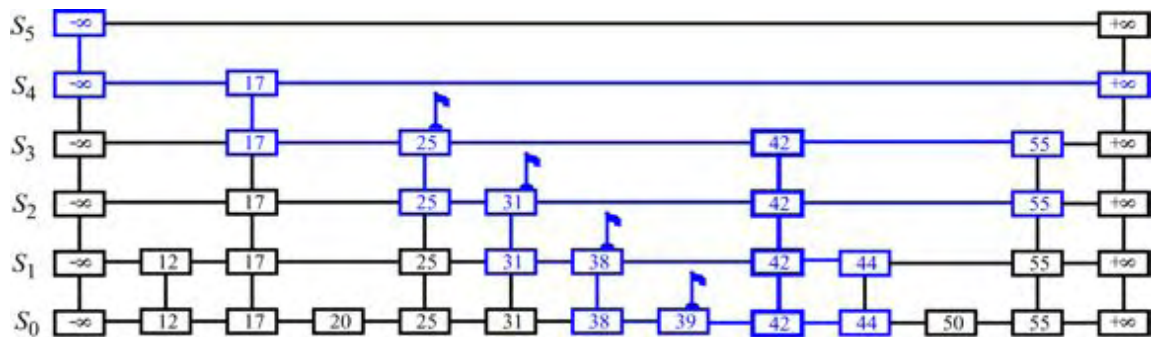 S5 -∞ +∞
S4 -∞ 17 +∞
S3 -∞ 17 25 42 55 +∞
S2 -∞ 17 25 31 42 55 +∞
S1 -∞ 12 17 25 31 38 42 44 55 +∞
S0 -∞ 12 17 20 25 31 38 39 42 44 50 55 +∞